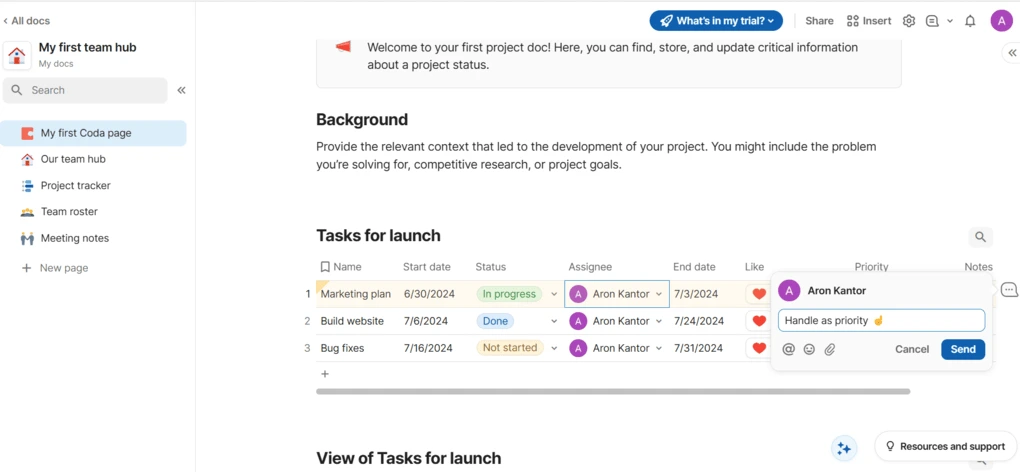 All docs
What's in my trial?
Share
Insert
A
My first team hub
My docs
Search
My first Coda page
Our team hub
Project tracker
Team roster
Meeting notes
New page
Welcome to your first project doc! Here, you can find, store, and update critical information
about a project status.
Background
Provide the relevant context that led to the development of your project. You might include the problem
you're solving for, competitive research, or project goals.
Tasks for launch
Name Start date Status Assignee End date Like Priority Notes
1 Marketing plan 6/30/2024 In progress A Aron Kantor 7/3/2024
2 Build website 7/6/2024 Done A Aron Kantor 7/24/2024
3 Bug fixes 7/16/2024 Not started A Aron Kantor 7/31/2024
A Aron Kantor
Handle as priority ☝️
@
Cancel
Send
View of Tasks for launch
Resources and support